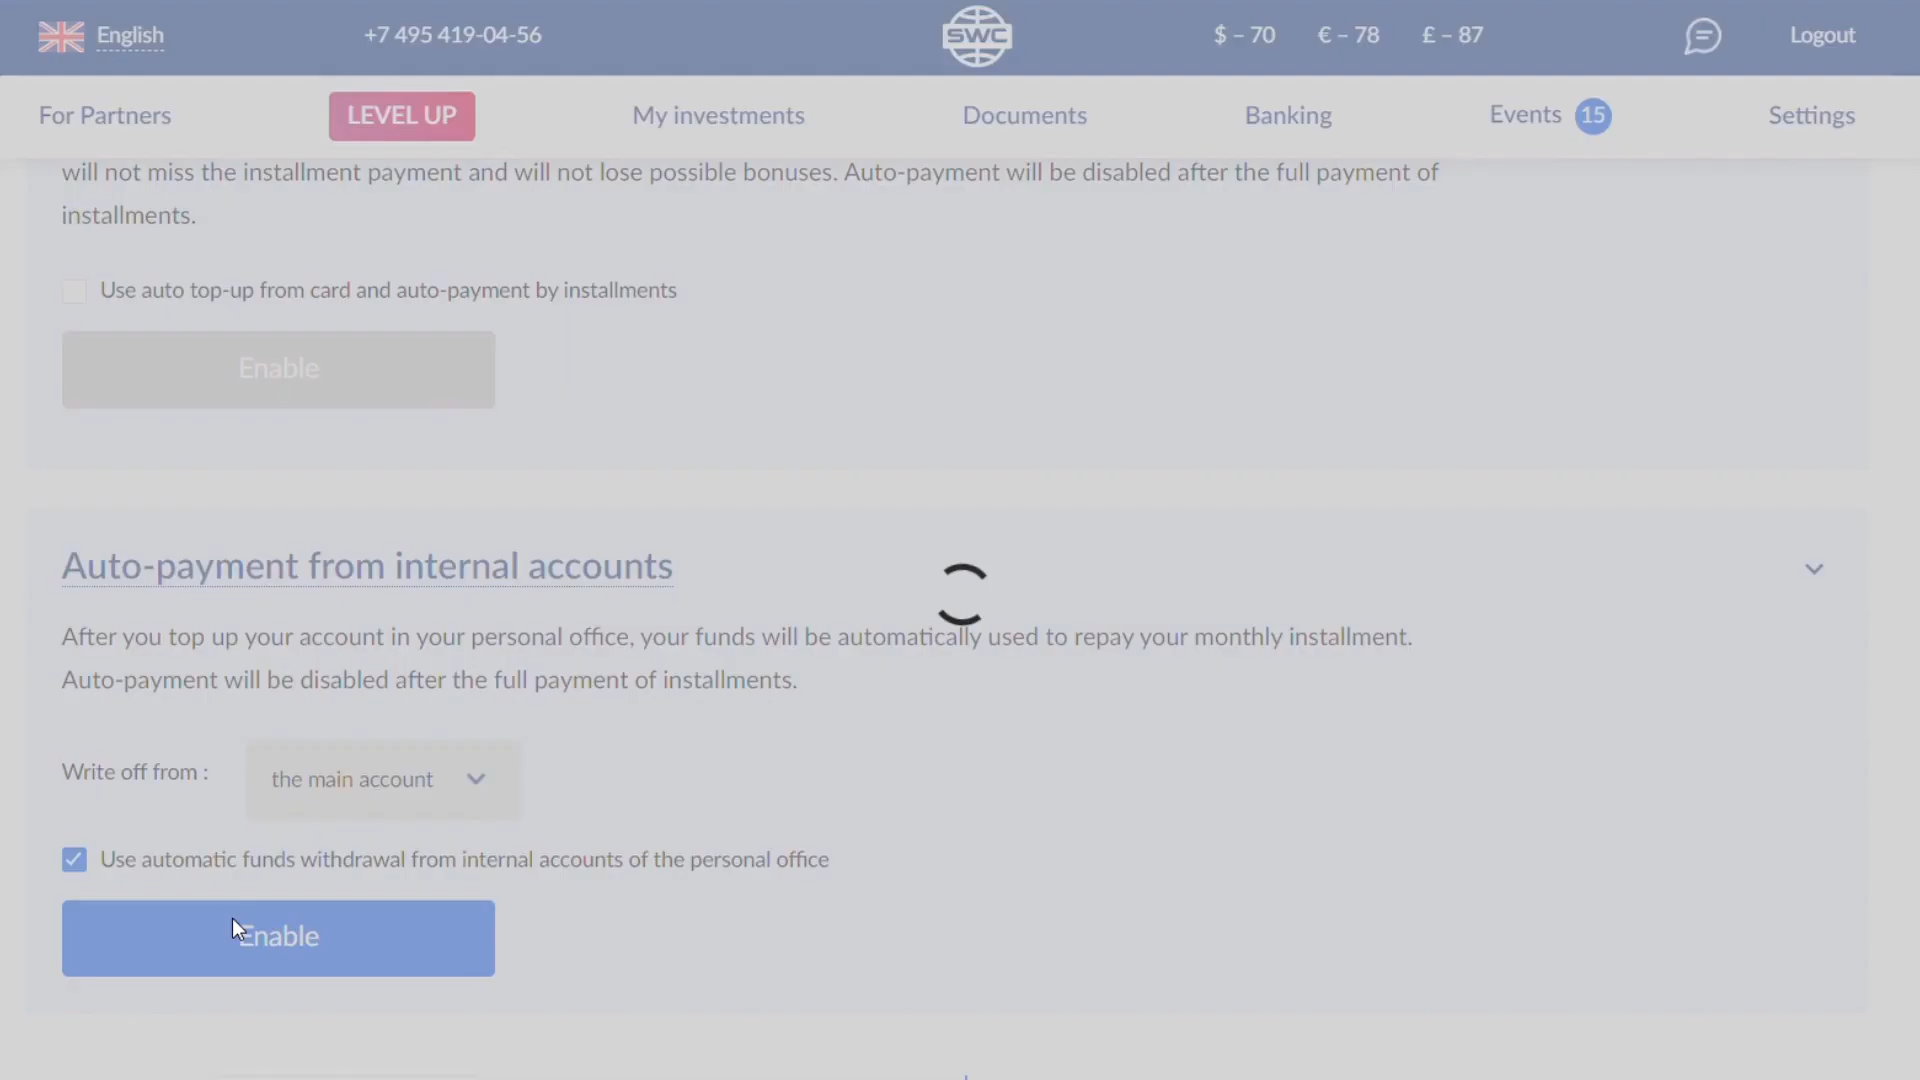 English
+7 495 419-04-56
SWC
$ – 70
€ – 78
£ – 87
Logout
For Partners
LEVEL UP
My investments
Documents
Banking
Events 15
Settings
will not miss the installment payment and will not lose possible bonuses. Auto-payment will be disabled after the full payment of
installments.
Use auto top-up from card and auto-payment by installments
Enable
Auto-payment from internal accounts
After you top up your account in your personal office, your funds will be automatically used to repay your monthly installment.
Auto-payment will be disabled after the full payment of installments.
Write off from :
the main account
Use automatic funds withdrawal from internal accounts of the personal office
Enable